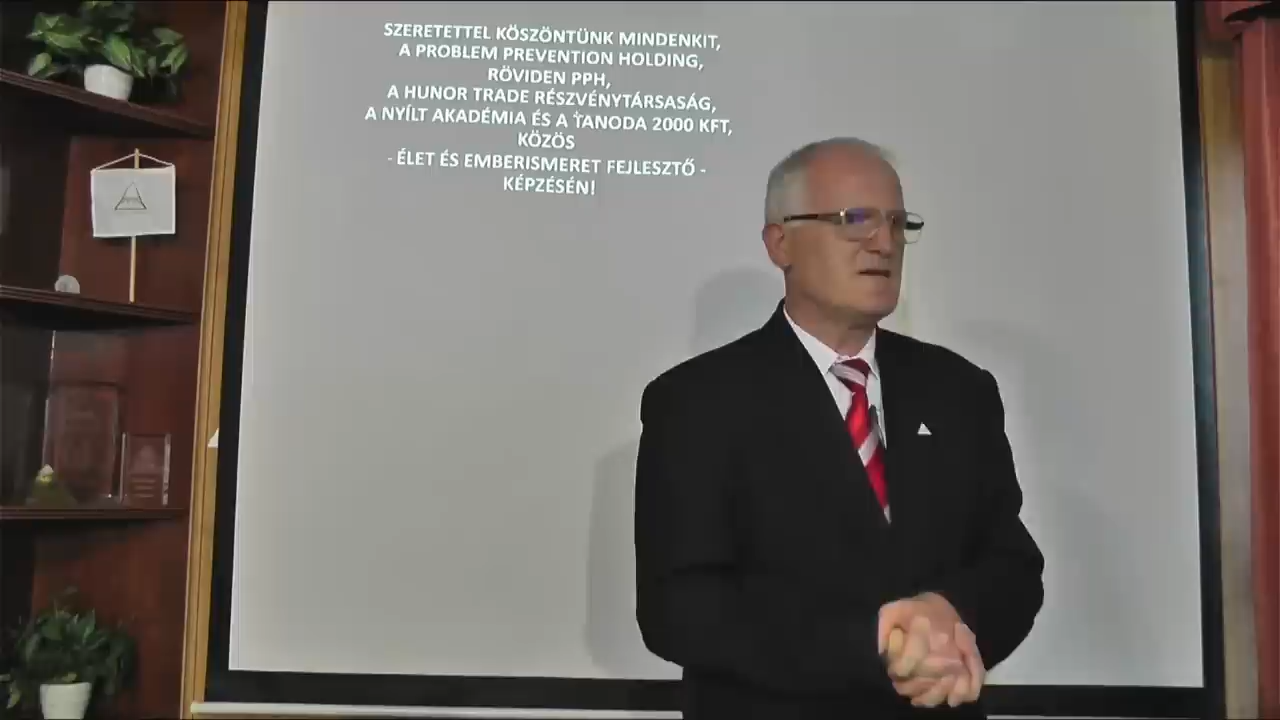 SZERETETTEL KÖSZÖNTÜNK MINDENKIT,
A PROBLEM PREVENTION HOLDING,
RÖVIDEN PPH,
A HUNOR TRADE RÉSZVÉNYTÁRSASÁG,
A NYÍLT AKADÉMIA ÉS A TANODA 2000 KFT,
KÖZÖS
- ÉLET ÉS EMBERISMERET FEJLESZTŐ -
KÉPZÉSÉN!